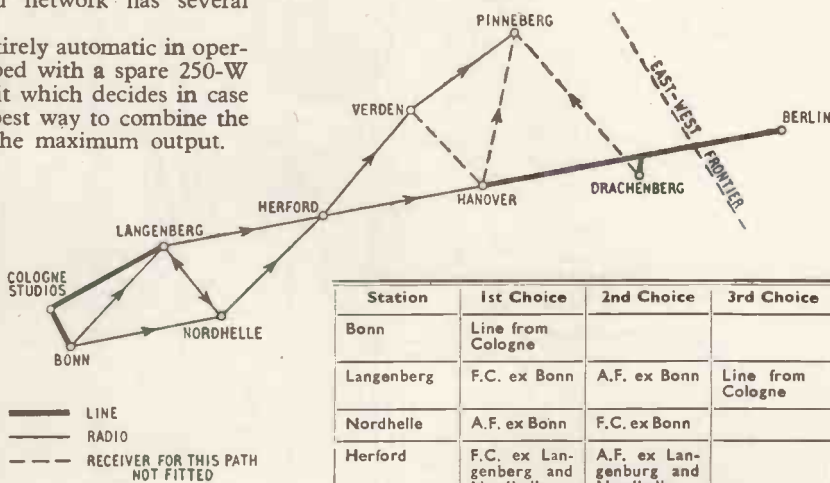 network has several
tirely automatic in oper-
ped with a spare 250-W
it which decides in case
best way to combine the
he maximum output.
PINNEBERG
EAST-WEST FRONTIER
BERLIN
VERDEN
DRACHENBERG
HANOVER
HERFORD
LANGENBERG
COLOGNE
STUDIOS
NORDHELLE
BONN
LINE
RADIO
RECEIVER FOR THIS PATH
NOT FITTED
Station 1st Choice 2nd Choice 3rd Choice
Bonn Line from
Cologne
Langenberg F.C. ex Bonn A.F. ex Bonn Line from
Cologne
Nordhelle A.F. ex Bonn F.C. ex Bonn
Herford F.C. ex Lan- A.F. ex Lan-
genberg and genburg and